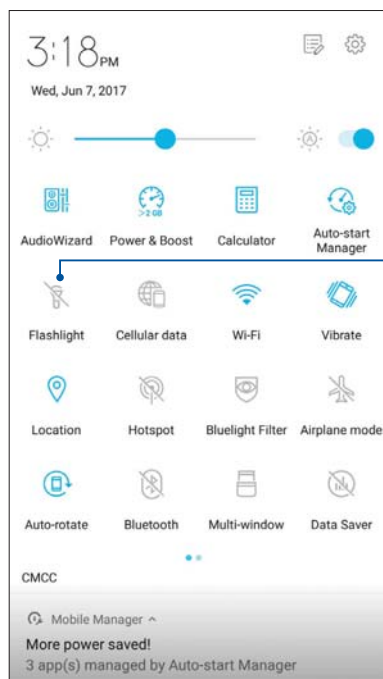 3:18PM
Wed, Jun 7, 2017
A
>2 GB
AudioWizard Power & Boost Calculator Auto-start Manager
Flashlight Cellular data Wi-Fi Vibrate
Location Hotspot Bluelight Filter Airplane mode
Auto-rotate Bluetooth Multi-window Data Saver
CMCC
Mobile Manager
More power saved!
3 app(s) managed by Auto-start Manager